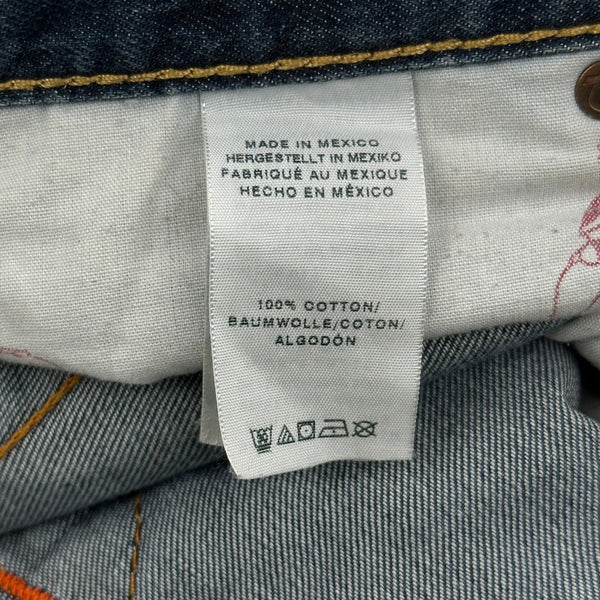 MADE IN MEXICO
HERGESTELLT IN MEXIKO
FABRIQUÉ AU MEXIQUE
HECHO EN MÉXICO
100% COTTON/
BAUMWOLLE/COTON/
ALGODÓN